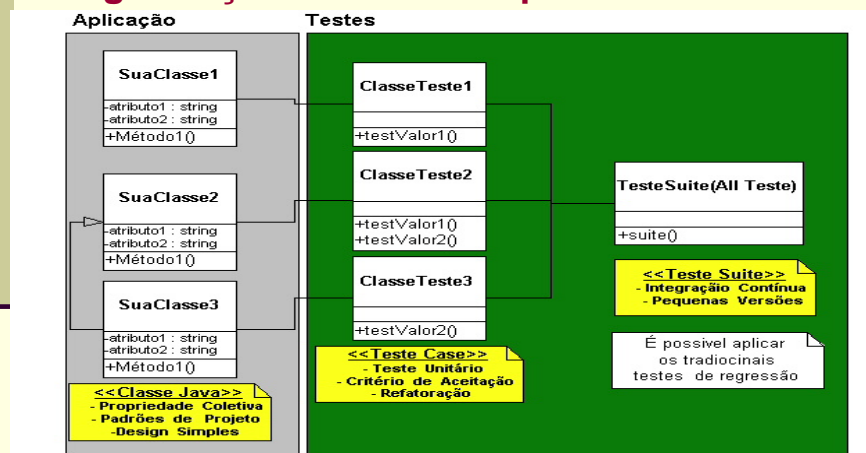 Aplicação
Testes
SuaClasse1
-atributo1 : string
-atributo2 : string
+Método1()
SuaClasse2
-atributo1 : string
-atributo2 : string
+Método1()
SuaClasse3
-atributo1 : string
-atributo2 : string
+Método1()
<<Classe Java>>
- Propriedade Coletiva
- Padrões de Projeto
-Design Simples
ClasseTeste1
+testValor1()
ClasseTeste2
+testValor1()
+testValor2()
ClasseTeste3
+testValor2()
<<Teste Case>>
- Teste Unitário
- Critério de Aceitação
- Refatoração
TesteSuite(All Teste)
+suite()
<<Teste Suite>>
- Integração Contínua
- Pequenas Versões
É possivel aplicar
os tradiocinais
testes de regressão